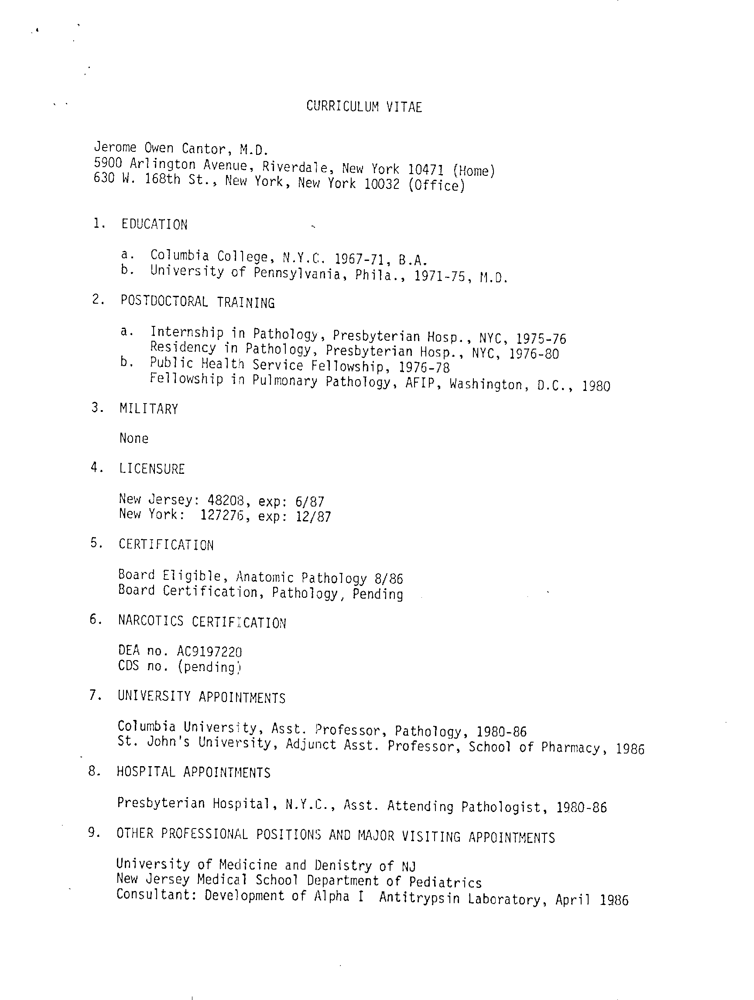 CURRICULUM VITAE
Jerome Owen Cantor, M.D.
5900 Arlington Avenue, Riverdale, New York 10471 (Home)
630 W. 168th St., New York, New York 10032 (Office)
1. EDUCATION
a. Columbia College, N.Y.C. 1967-71, B.A.
b. University of Pennsylvania, Phila., 1971-75, M.D.
2. POSTDOCTORAL TRAINING
a. Internship in Pathology, Presbyterian Hosp., NYC, 1975-76
Residency in Pathology, Presbyterian Hosp., NYC, 1976-80
b. Public Health Service Fellowship, 1976-78
Fellowship in Pulmonary Pathology, AFIP, Washington, D.C., 1980
3. MILITARY
None
4. LICENSURE
New Jersey: 48208, exp: 6/87
New York: 127276, exp: 12/87
5. CERTIFICATION
Board Eligible, Anatomic Pathology 8/86
Board Certification, Pathology, Pending
6. NARCOTICS CERTIFICATION
DEA no. AC9197220
CDS no. (pending)
7. UNIVERSITY APPOINTMENTS
Columbia University, Asst. Professor, Pathology, 1980-86
St. John's University, Adjunct Asst. Professor, School of Pharmacy, 1986
8. HOSPITAL APPOINTMENTS
Presbyterian Hospital, N.Y.C., Asst. Attending Pathologist, 1980-86
9. OTHER PROFESSIONAL POSITIONS AND MAJOR VISITING APPOINTMENTS
University of Medicine and Denistry of NJ
New Jersey Medical School Department of Pediatrics
Consultant: Development of Alpha I Antitrypsin Laboratory, April 1986